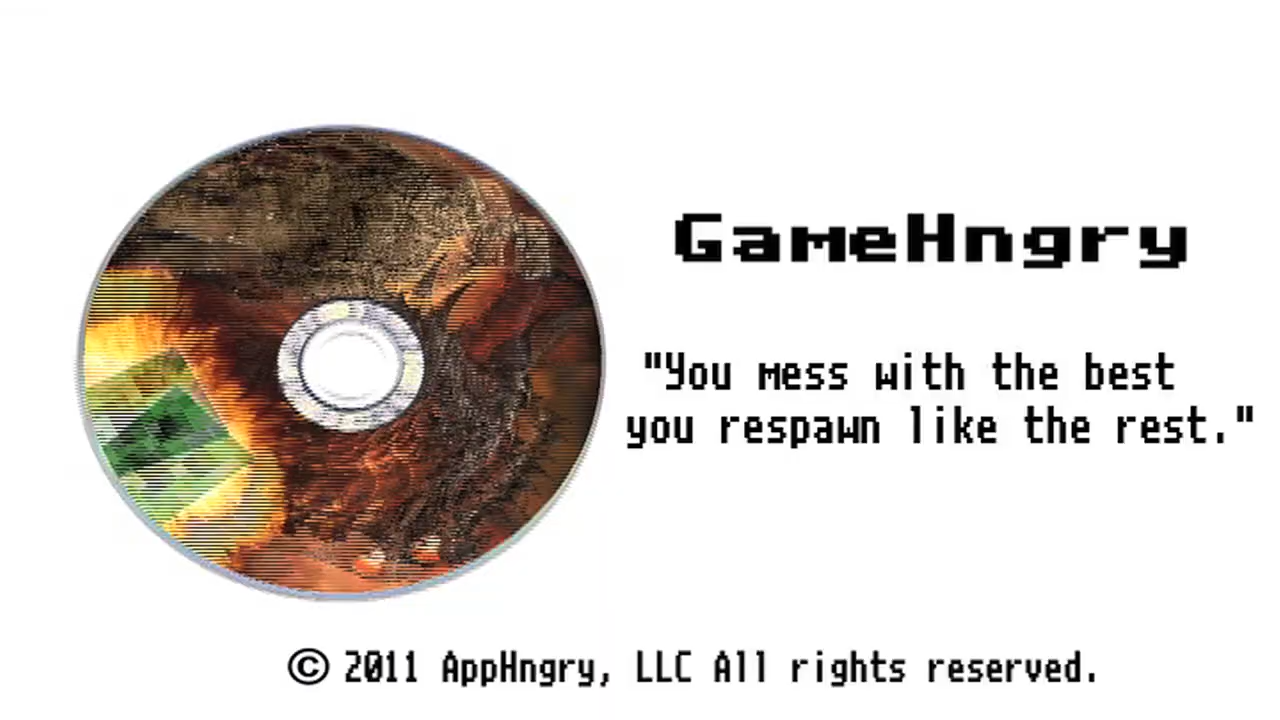 GameHngry
"You mess with the best
you respawn like the rest."
© 2011 AppHngry, LLC All rights reserved.